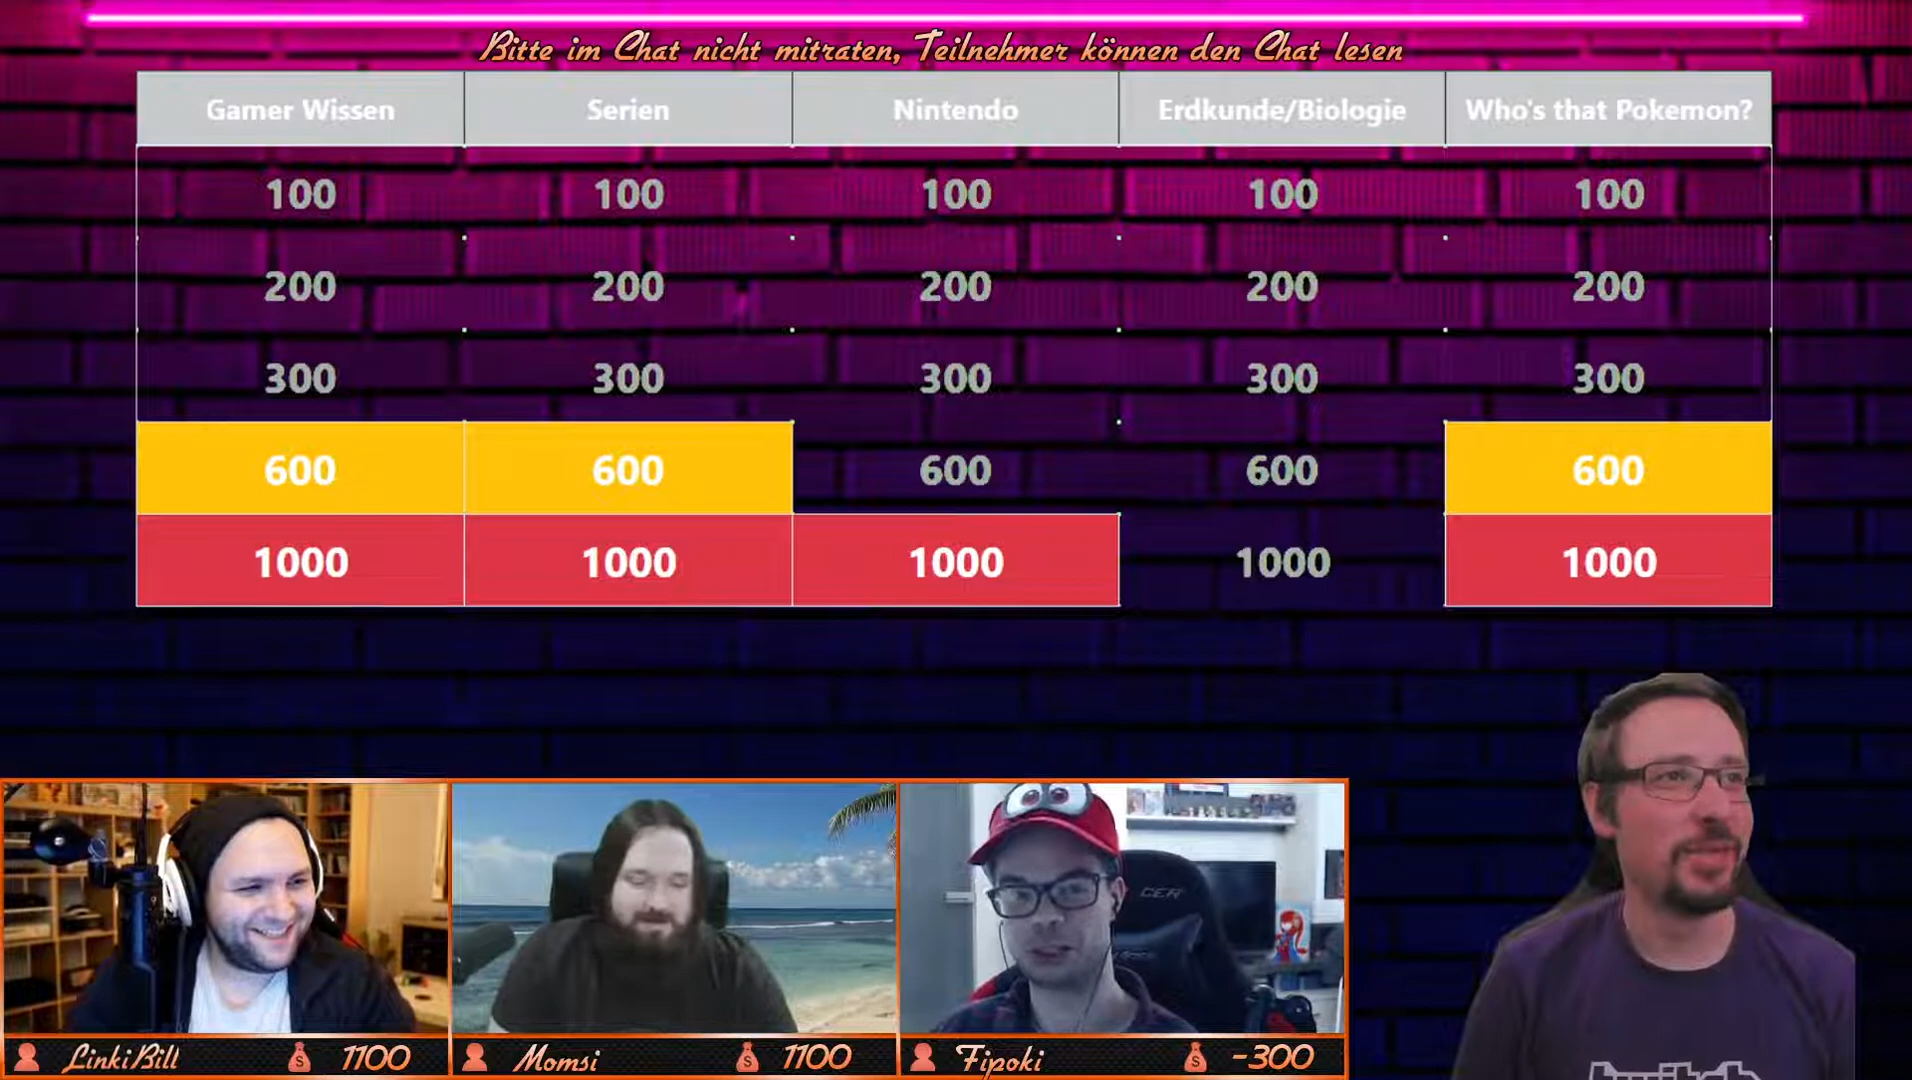 Bitte im Chat nicht mitraten, Teilnehmer können den Chat lesen
Gamer Wissen Serien Nintendo Erdkunde/Biologie Who's that Pokemon?
100 100 100 100 100
200 200 200 200 200
300 300 300 300 300
600 600 600 600 600
1000 1000 1000 1000 1000
CER
twitch
LinkiBill $ 1100 Momsi $ 1100 Fipoki $ -300